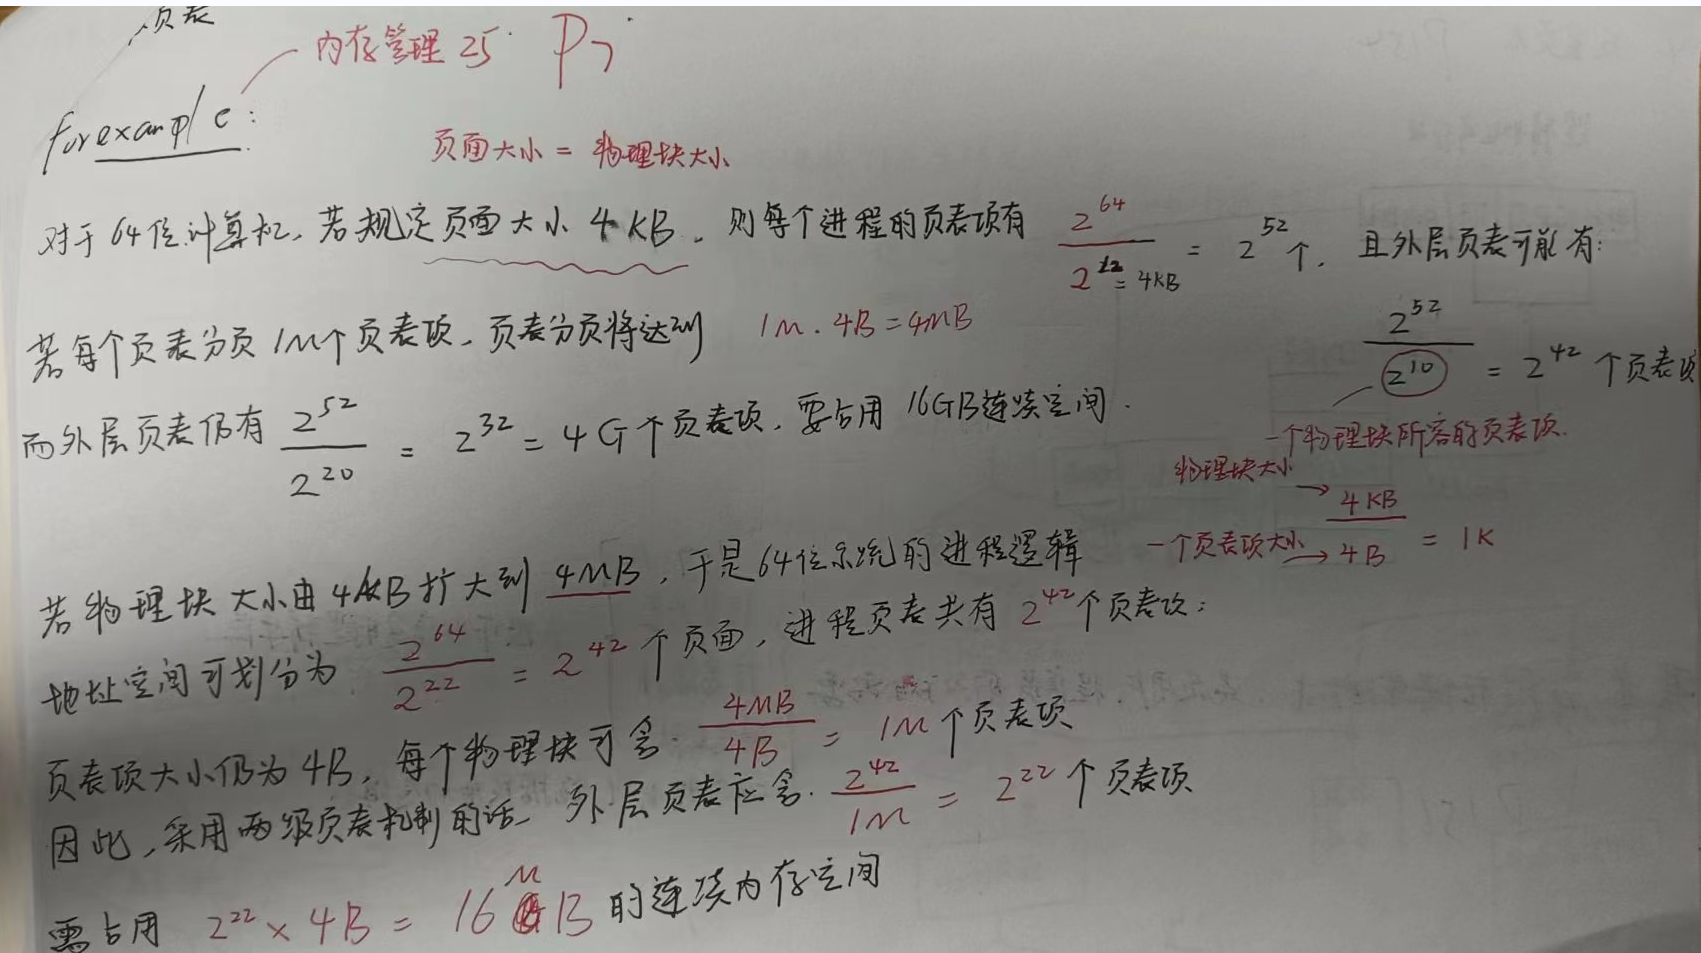 页表
内存管理 25. P7
for example:
页面大小 = 物理块大小
对于64位计算机,若规定页面大小 4KB,则每个进程的页表项有 2^64 / 2^12 = 2^52 个,且外层页表可能有:
2^12 = 4KB
若每个页表分页1M个页表项,页表分页将达到 1M·4B=4MB
2^52 / 2^10 = 2^42 个页表项
而外层页表仍有 2^52 / 2^20 = 2^32 = 4G个页表项,要占用 16GB连续空间.
一个物理块所容的页表项.
物理块大小 → 4KB
一个页表项大小 → 4B = 1K
若物理块大小由4KB扩大到 4MB,于是64位系统的进程逻辑
地址空间可划分为 2^64 / 2^22 = 2^42 个页面,进程页表共有 2^42 个页表项;
页表项大小仍为4B,每个物理块可含 4MB / 4B = 1M个页表项
因此,采用两级页表机制的话,外层页表应含 2^42 / 1M = 2^22 个页表项
需占用 2^22 × 4B = 16MB 的连续内存空间